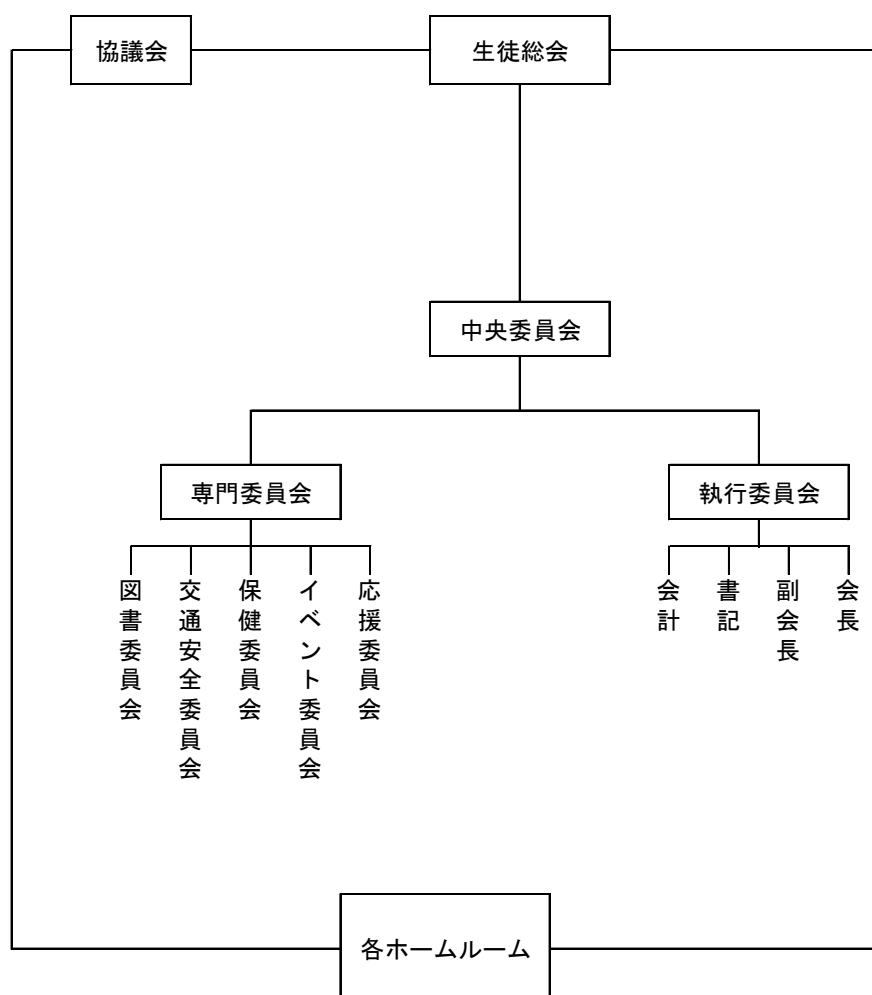 協議会
生徒総会
中央委員会
専門委員会
執行委員会
図書委員会
交通安全委員会
保健委員会
イベント委員会
応援委員会
会計
書記
副会長
会長
各ホームルーム